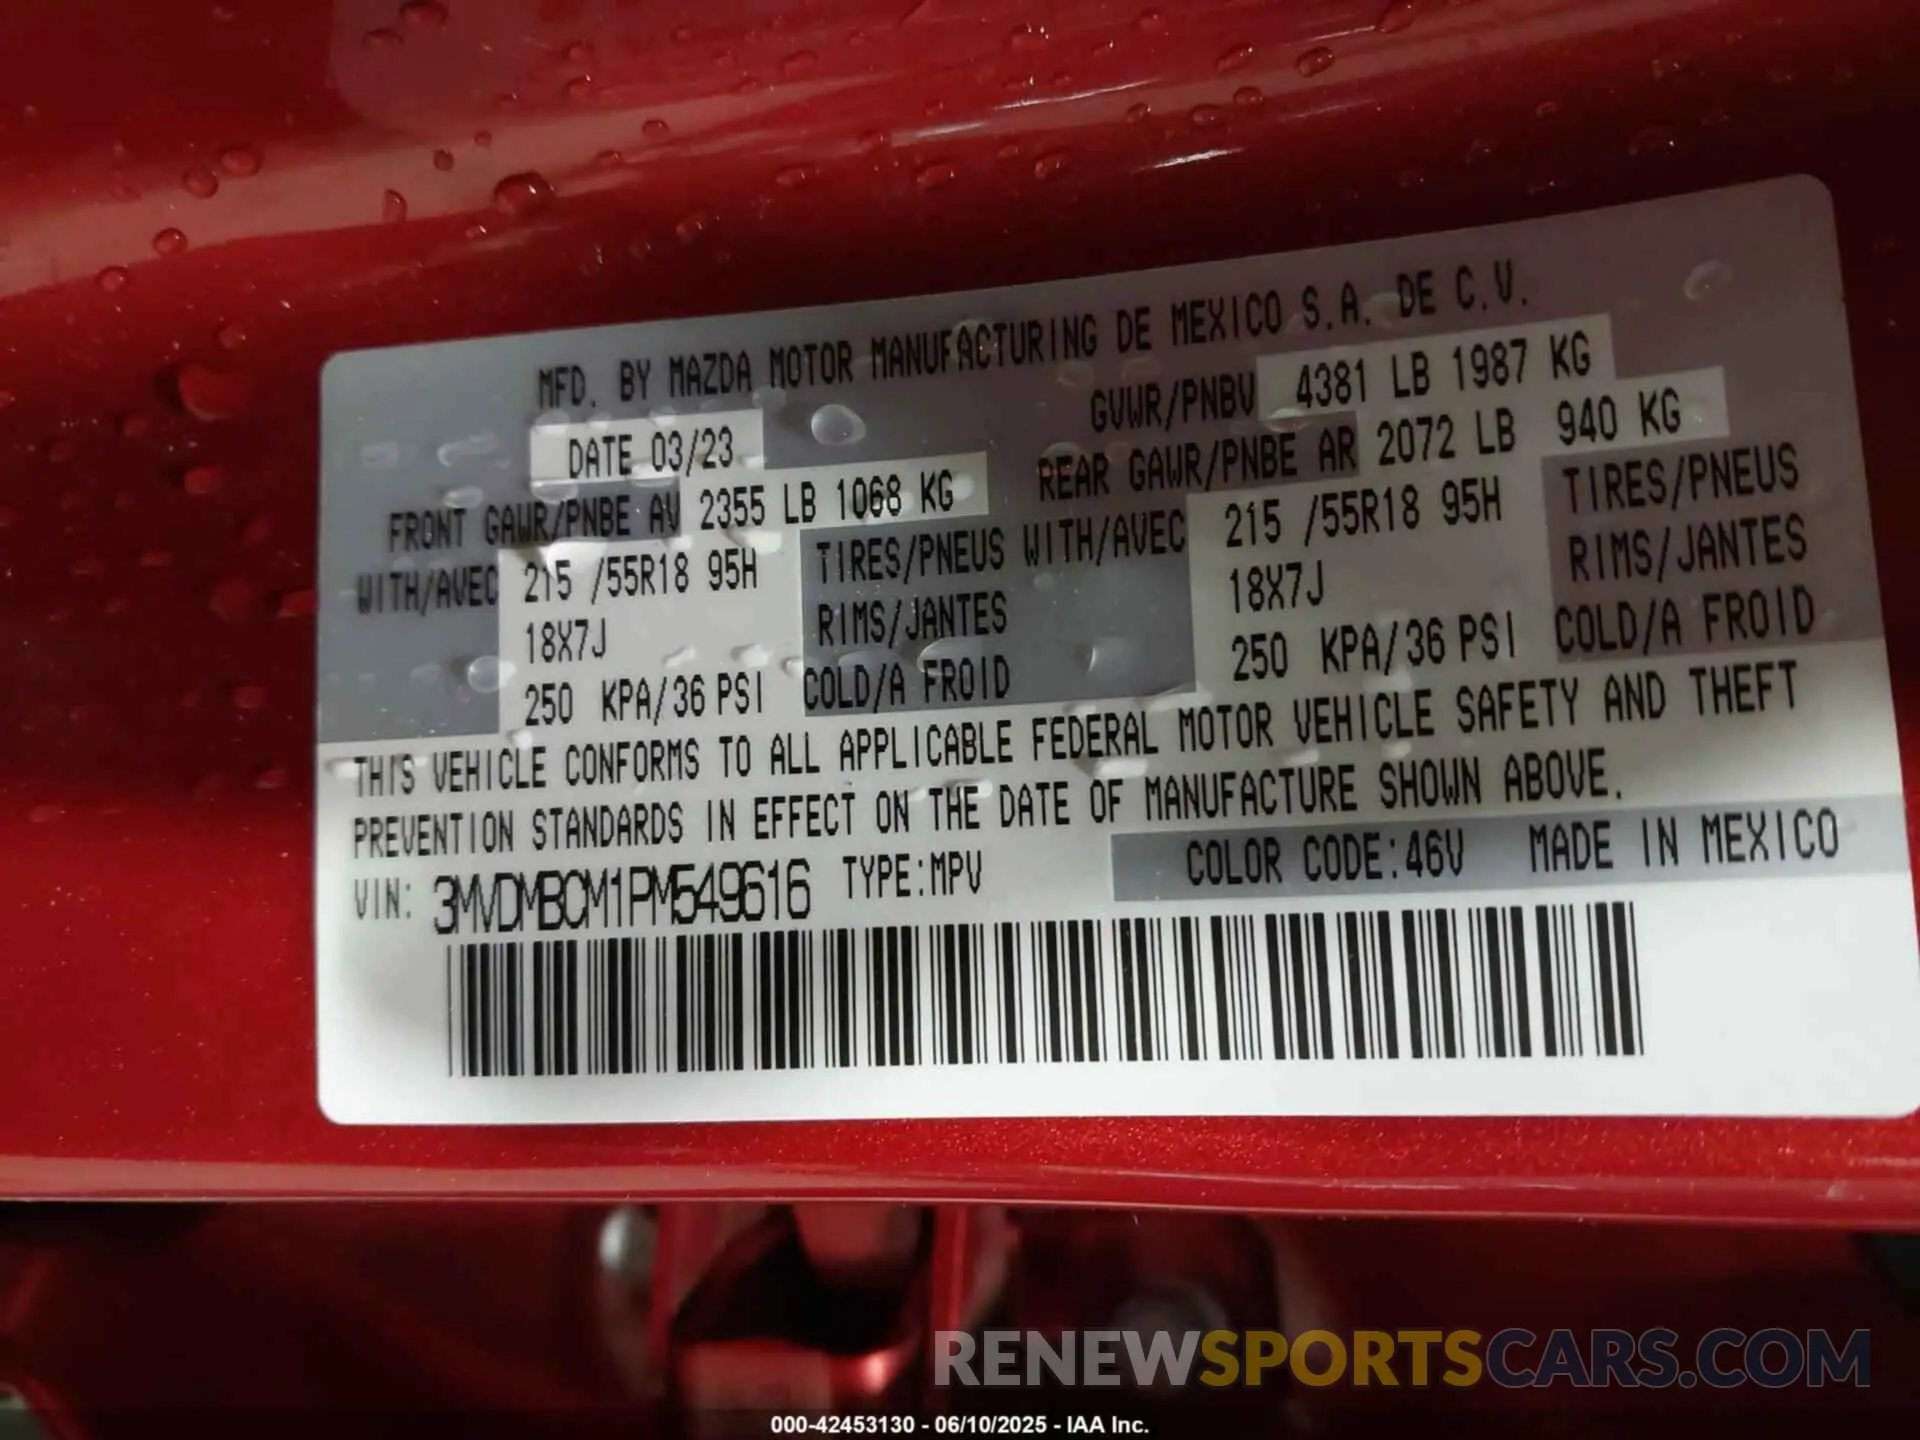 MFD. BY MAZDA MOTOR MANUFACTURING DE MEXICO S.A. DE C.V.
DATE 03/23 GVWR/PNBV 4381 LB 1987 KG
FRONT GAWR/PNBE AV 2355 LB 1068 KG REAR GAWR/PNBE AR 2072 LB 940 KG
WITH/AVEC 215 /55R18 95H TIRES/PNEUS WITH/AVEC 215 /55R18 95H TIRES/PNEUS
18X7J RIMS/JANTES 18X7J RIMS/JANTES
250 KPA/36 PSI COLD/A FROID 250 KPA/36 PSI COLD/A FROID
THIS VEHICLE CONFORMS TO ALL APPLICABLE FEDERAL MOTOR VEHICLE SAFETY AND THEFT
PREVENTION STANDARDS IN EFFECT ON THE DATE OF MANUFACTURE SHOWN ABOVE.
VIN: 3MVDMBCM1PM549616 TYPE:MPV COLOR CODE:46V MADE IN MEXICO
RENEWSPORTSCARS.COM
000-42453130 - 06/10/2025 - IAA Inc.